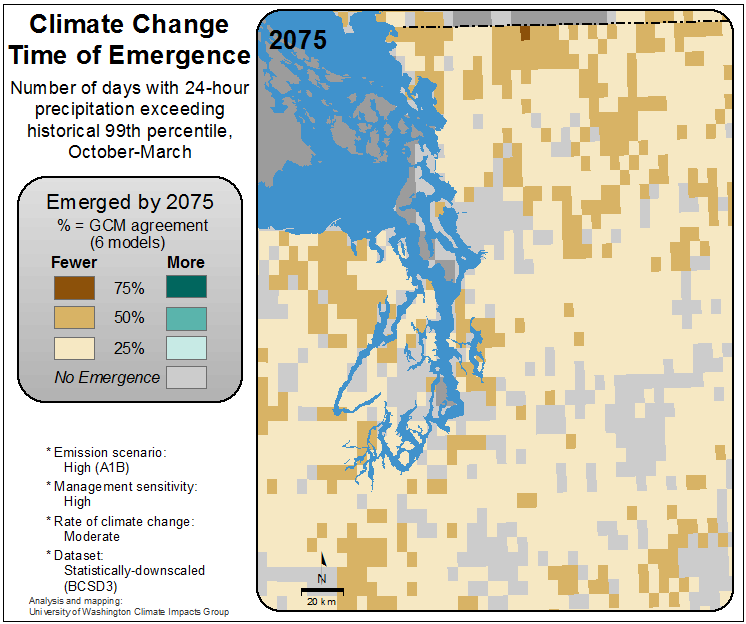 Climate Change
Time of Emergence
Number of days with 24-hour
precipitation exceeding
historical 99th percentile,
October-March
Emerged by 2075
% = GCM agreement
(6 models)
Fewer More
75%
50%
25%
No Emergence
* Emission scenario:
High (A1B)
* Management sensitivity:
High
* Rate of climate change:
Moderate
* Dataset:
Statistically-downscaled
(BCSD3)
Analysis and mapping:
University of Washington Climate Impacts Group
2075
N
20 km